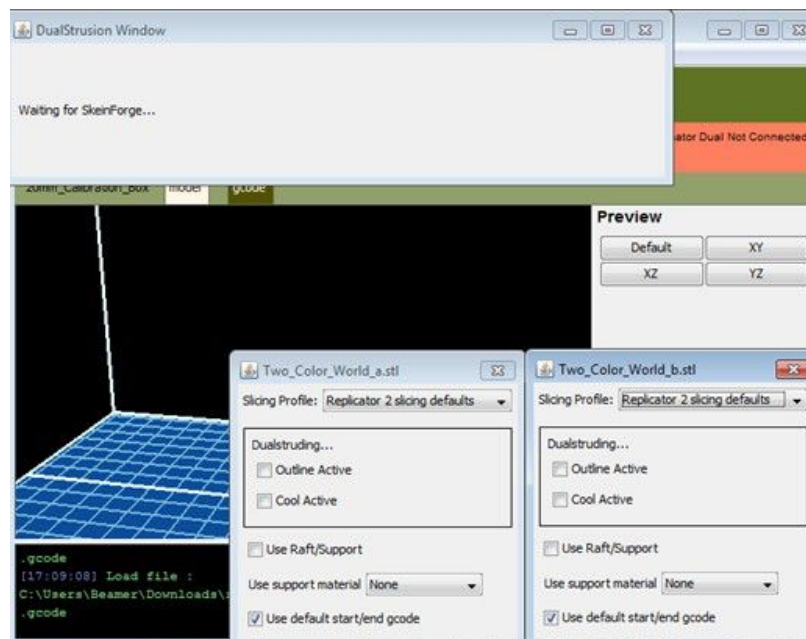 DualStrusion Window
Waiting for SkeinForge...
ator Dual Not Connected
20mm_Calibration_Box model gcode
Preview
Default XY
XZ YZ
Two_Color_World_a.stl
Slicing Profile: Replicator 2 slicing defaults
Dualstruding...
Outline Active
Cool Active
Use Raft/Support
Use support material None
Use default start/end gcode
Two_Color_World_b.stl
Slicing Profile: Replicator 2 slicing defaults
Dualstruding...
Outline Active
Cool Active
Use Raft/Support
Use support material None
Use default start/end gcode
.gcode
[17:09:08] Load file :
C:\Users\Beamer\Downloads\
.gcode